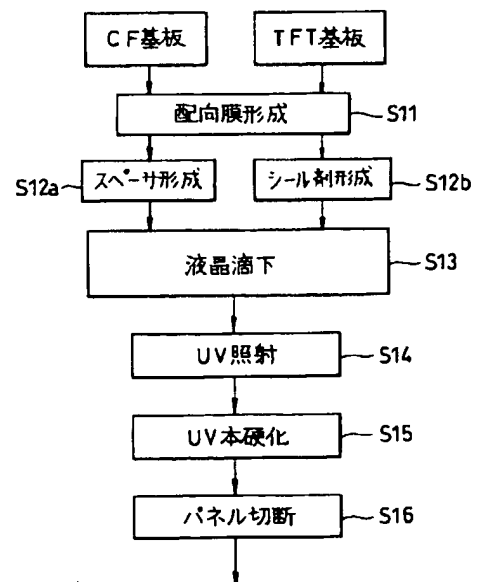 CF基板 TFT基板
配向膜形成 S11
S12a スペーサ形成 シール剤形成 S12b
液晶滴下 S13
UV照射 S14
UV本硬化 S15
パネル切断 S16